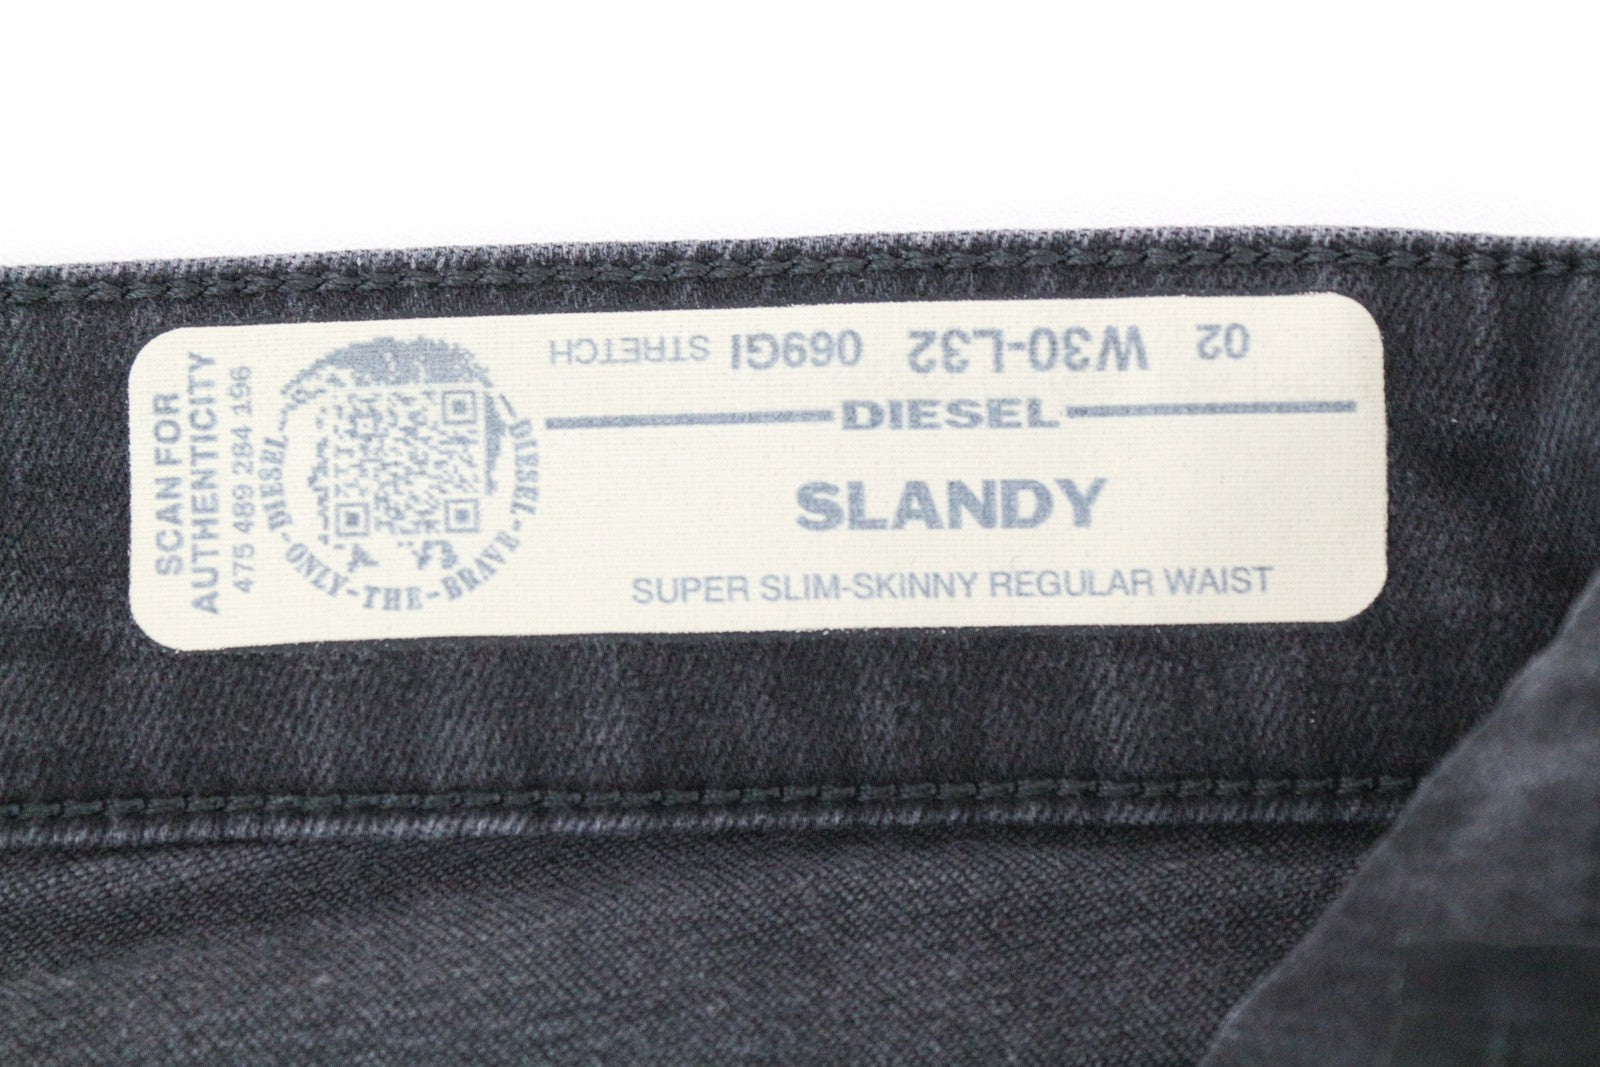 SCAN FOR
AUTHENTICITY
475 489 284 196
DIESEL-ONLY-THE-BRAVE-DIESEL
02 W30-L32 069GI STRETCH
DIESEL
SLANDY
SUPER SLIM-SKINNY REGULAR WAIST